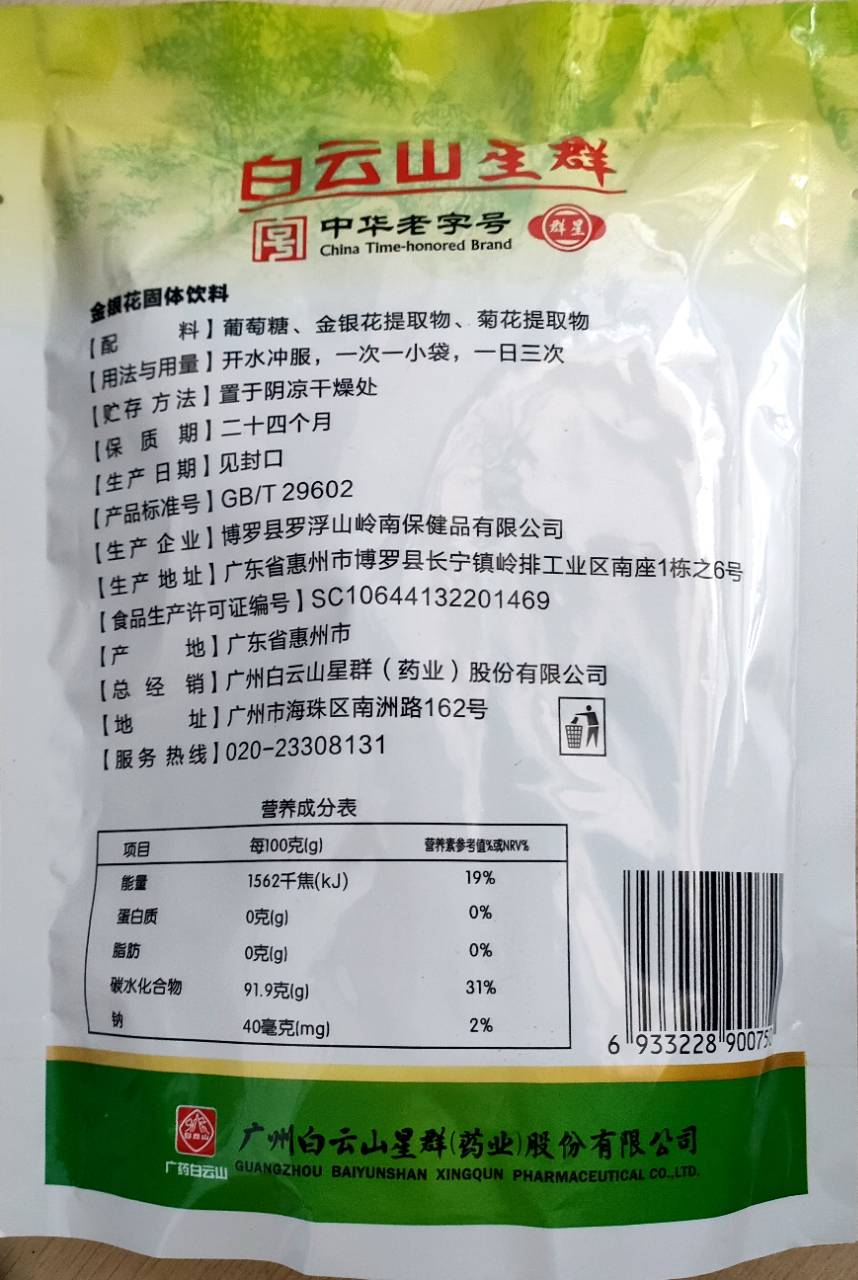 白云山星群
中华老字号
China Time-honored Brand
群星
金银花固体饮料
【配 料】葡萄糖、金银花提取物、菊花提取物
【用法与用量】开水冲服，一次一小袋，一日三次
【贮存方法】置于阴凉干燥处
【保质期】二十四个月
【生产日期】见封口
【产品标准号】GB/T 29602
【生产企业】博罗县罗浮山岭南保健品有限公司
【生产地址】广东省惠州市博罗县长宁镇岭排工业区南座1栋之6号
【食品生产许可证编号】SC10644132201469
【产 地】广东省惠州市
【总经销】广州白云山星群（药业）股份有限公司
【地 址】广州市海珠区南洲路162号
【服务热线】020-23308131
营养成分表
项目 每100克(g) 营养素参考值%或NRV%
能量 1562千焦(kJ) 19%
蛋白质 0克(g) 0%
脂肪 0克(g) 0%
碳水化合物 91.9克(g) 31%
钠 40毫克(mg) 2%
6 933228 90075
白云山
广药白云山
广州白云山星群(药业)股份有限公司
GUANGZHOU BAIYUNSHAN XINGQUN PHARMACEUTICAL CO.,LTD.